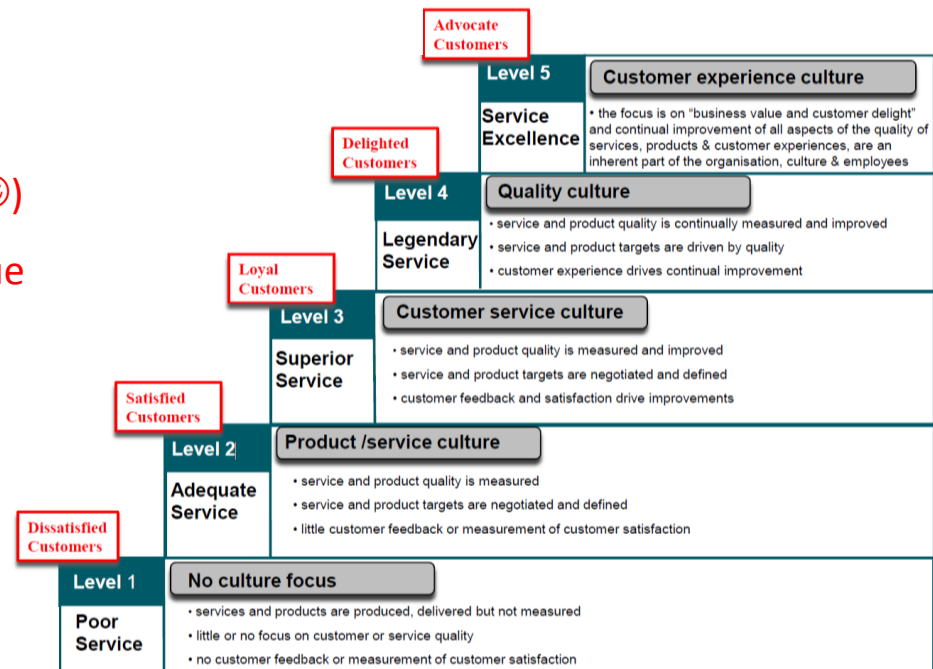 Advocate
Customers
Level 5
Customer experience culture
Service
Excellence
• the focus is on "business value and customer delight"
and continual improvement of all aspects of the quality of
services, products & customer experiences, are an
inherent part of the organisation, culture & employees
Delighted
Customers
Level 4
Quality culture
Legendary
Service
• service and product quality is continually measured and improved
• service and product targets are driven by quality
• customer experience drives continual improvement
Loyal
Customers
Level 3
Customer service culture
Superior
Service
• service and product quality is measured and improved
• service and product targets are negotiated and defined
• customer feedback and satisfaction drive improvements
Satisfied
Customers
Level 2
Product /service culture
Adequate
Service
• service and product quality is measured
• service and product targets are negotiated and defined
• little customer feedback or measurement of customer satisfaction
Dissatisfied
Customers
Level 1
No culture focus
Poor
Service
• services and products are produced, delivered but not measured
• little or no focus on customer or service quality
• no customer feedback or measurement of customer satisfaction